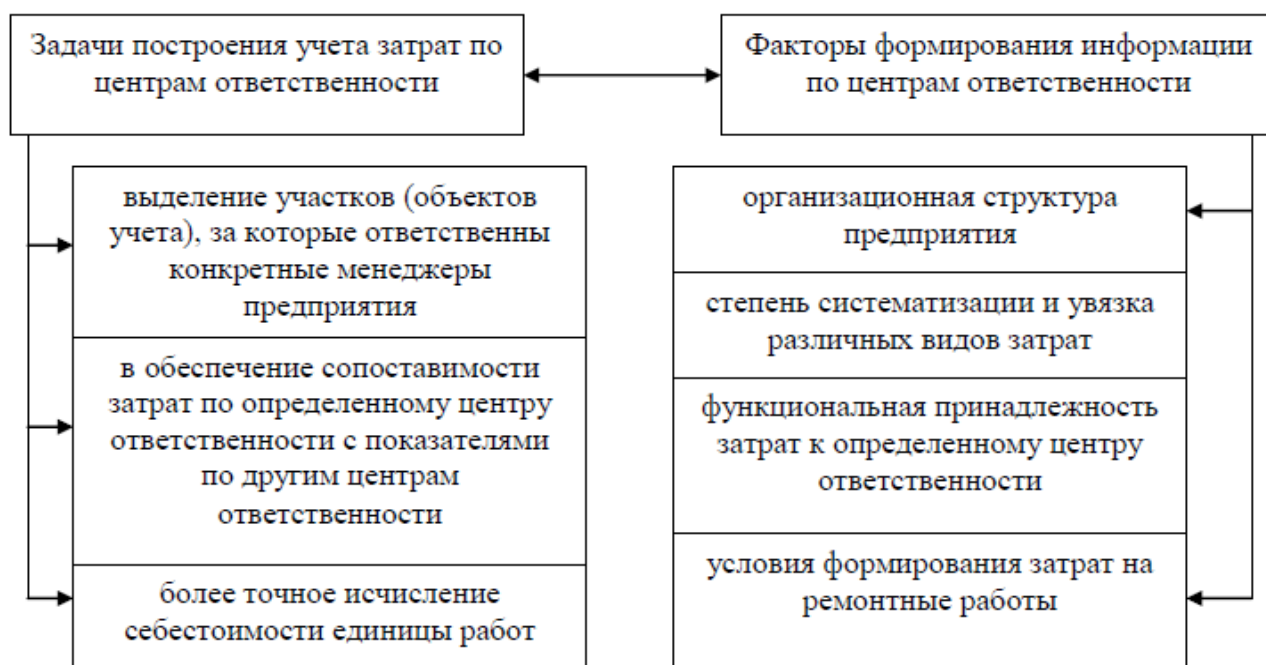 Задачи построения учета затрат по
центрам ответственности
Факторы формирования информации
по центрам ответственности
выделение участков (объектов
учета), за которые ответственны
конкретные менеджеры
предприятия
в обеспечение сопоставимости
затрат по определенному центру
ответственности с показателями
по другим центрам
ответственности
более точное исчисление
себестоимости единицы работ
организационная структура
предприятия
степень систематизации и увязка
различных видов затрат
функциональная принадлежность
затрат к определенному центру
ответственности
условия формирования затрат на
ремонтные работы